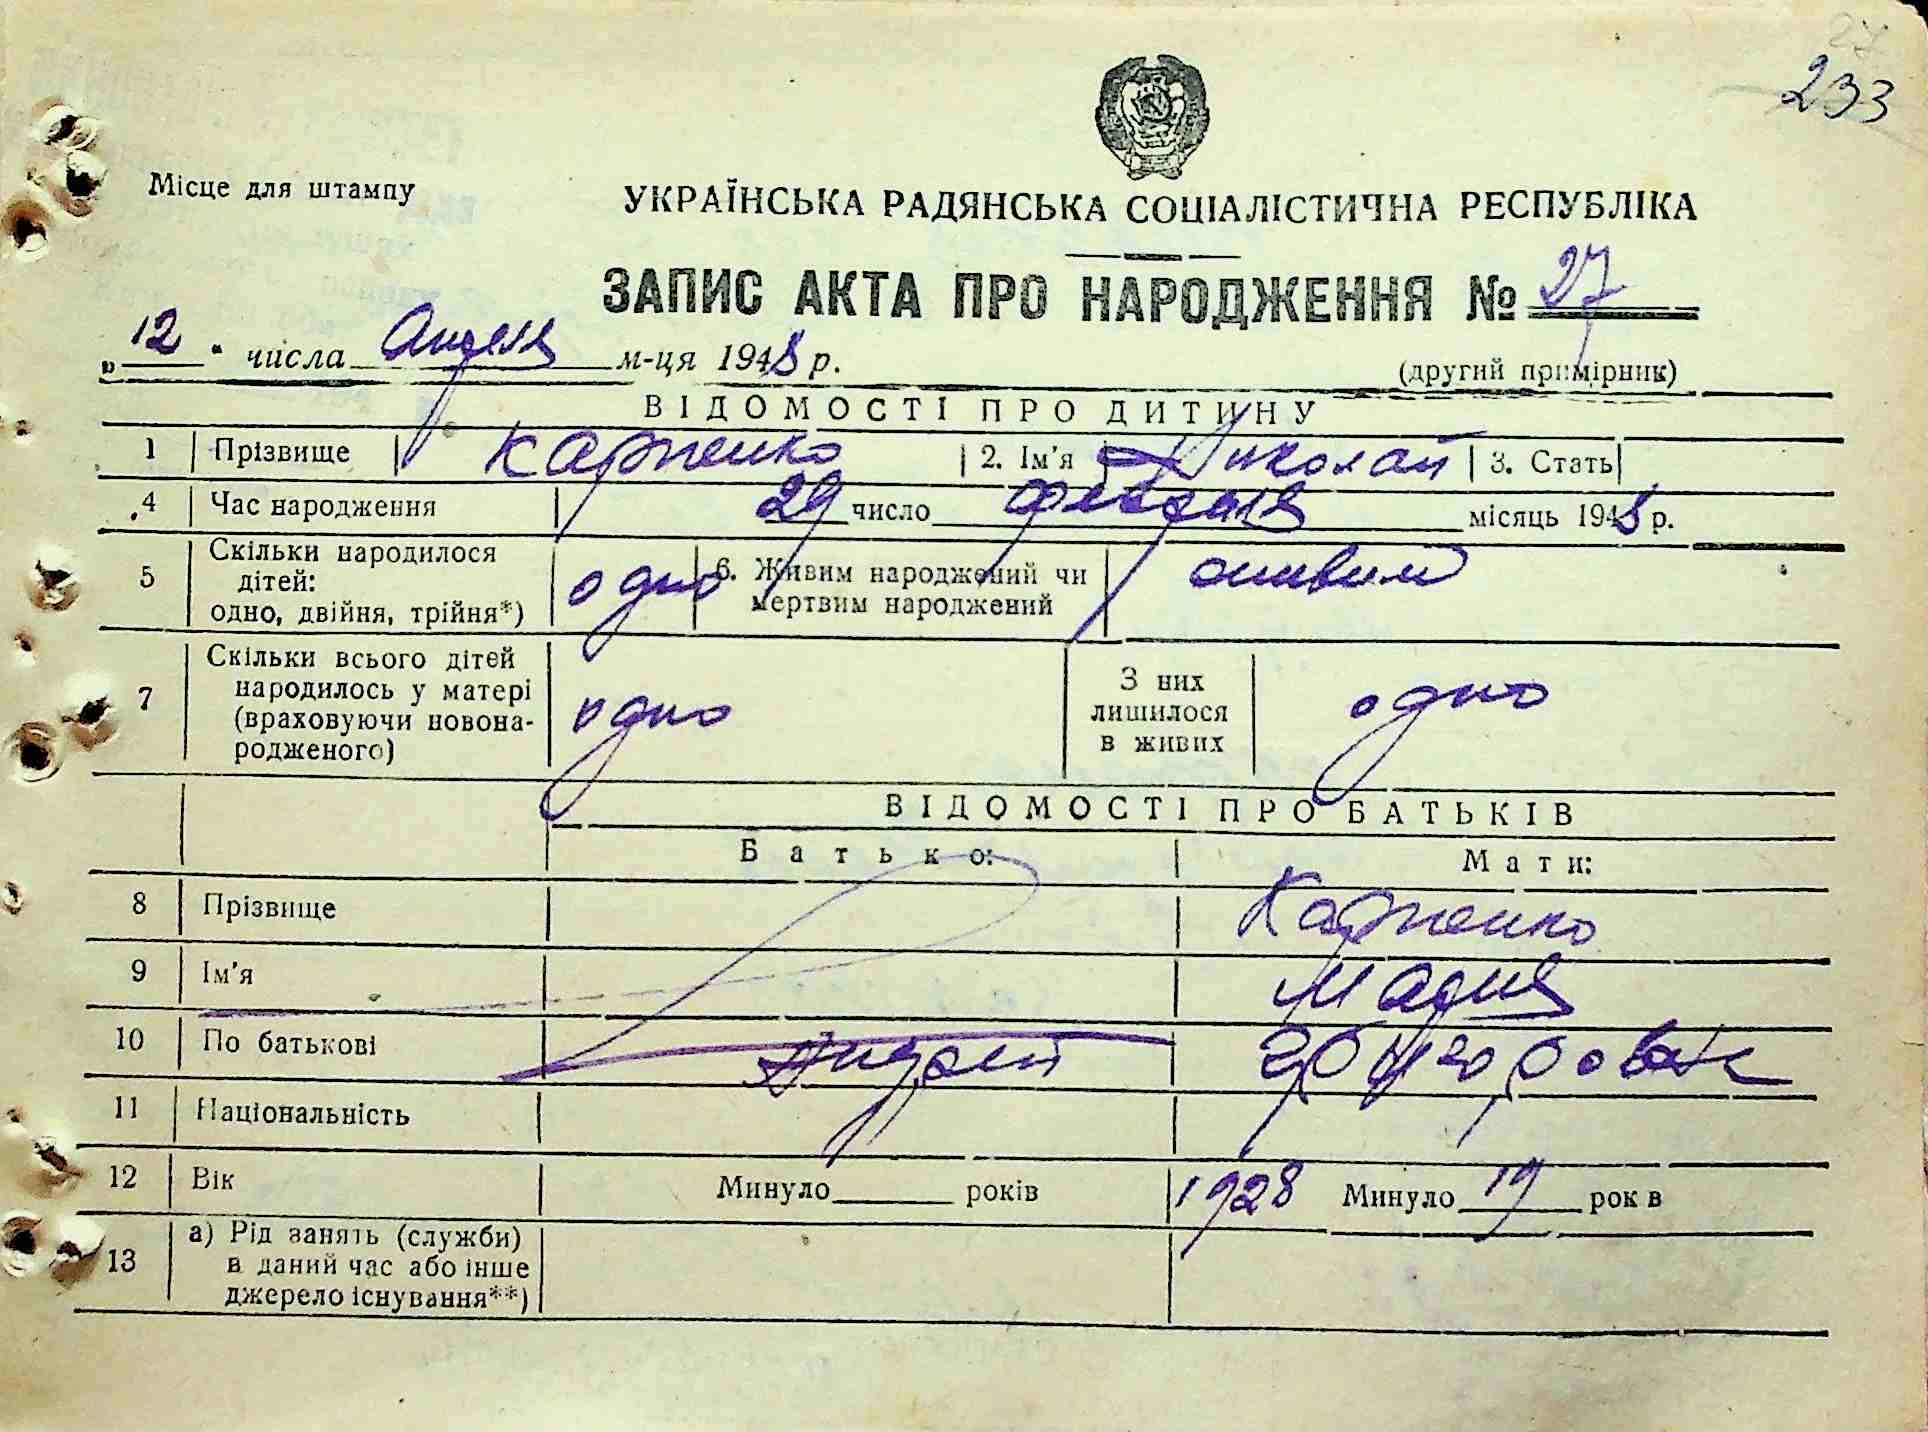 27
233
Місце для штампу
УКРАЇНСЬКА РАДЯНСЬКА СОЦІАЛІСТИЧНА РЕСПУБЛІКА
ЗАПИС АКТА ПРО НАРОДЖЕННЯ № 27
„12" числа Апреля м-ця 1948 р.
(другий примірник)
ВІДОМОСТІ ПРО ДИТИНУ
1 Прізвище Карпенко 2. Ім'я Николай 3. Стать
4 Час народження 29 число февраля місяць 1948 р.
5 Скільки народилося дітей: одно, двійня, трійня*) одно 6. Живим народжений чи мертвим народжений живим
7 Скільки всього дітей народилось у матері (враховуючи новонародженого) одно З них лишилося в живих одно
ВІДОМОСТІ ПРО БАТЬКІВ
Батько: Мати:
8 Прізвище Карпенко
9 Ім'я Мария
10 По батькові Андрей
11 Національність
12 Вік Минуло років 1928 Минуло 19 рок в
13 а) Рід занять (служби) в даний час або інше джерело існування**)